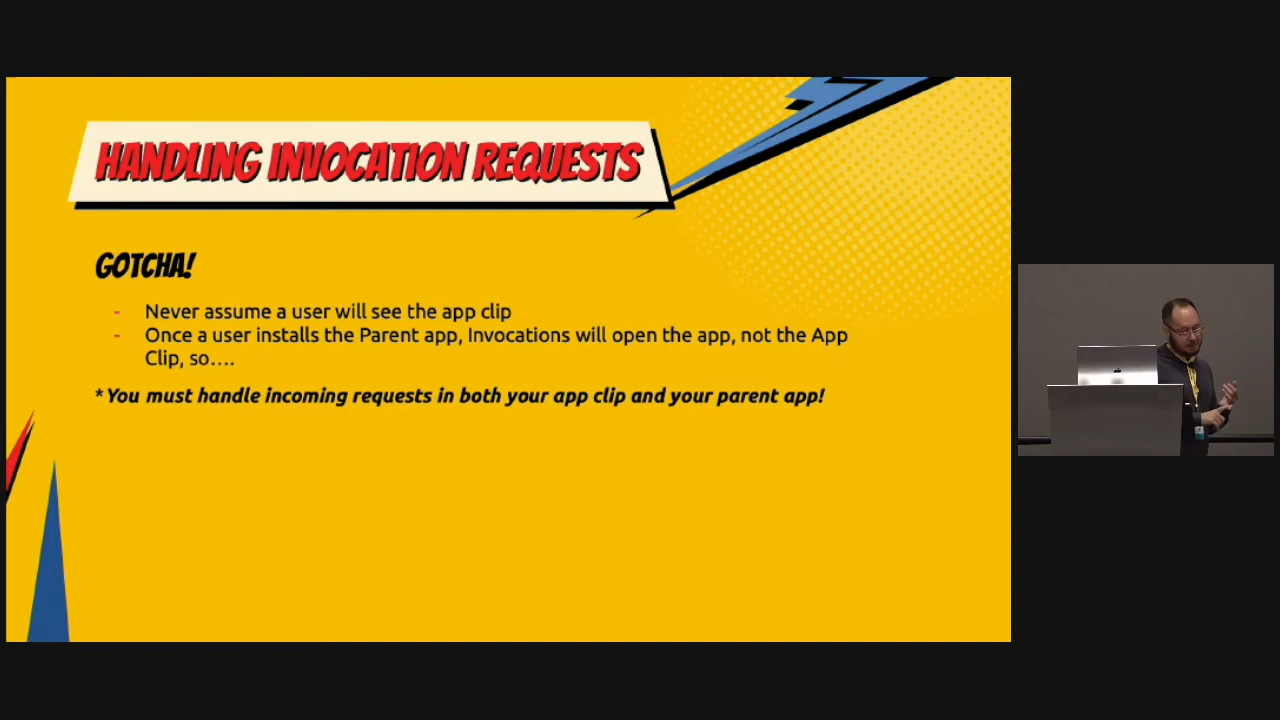 HANDLING INVOCATION REQUESTS
GOTCHA!
- Never assume a user will see the app clip
- Once a user installs the Parent app, Invocations will open the app, not the App
Clip, so....
* You must handle incoming requests in both your app clip and your parent app!